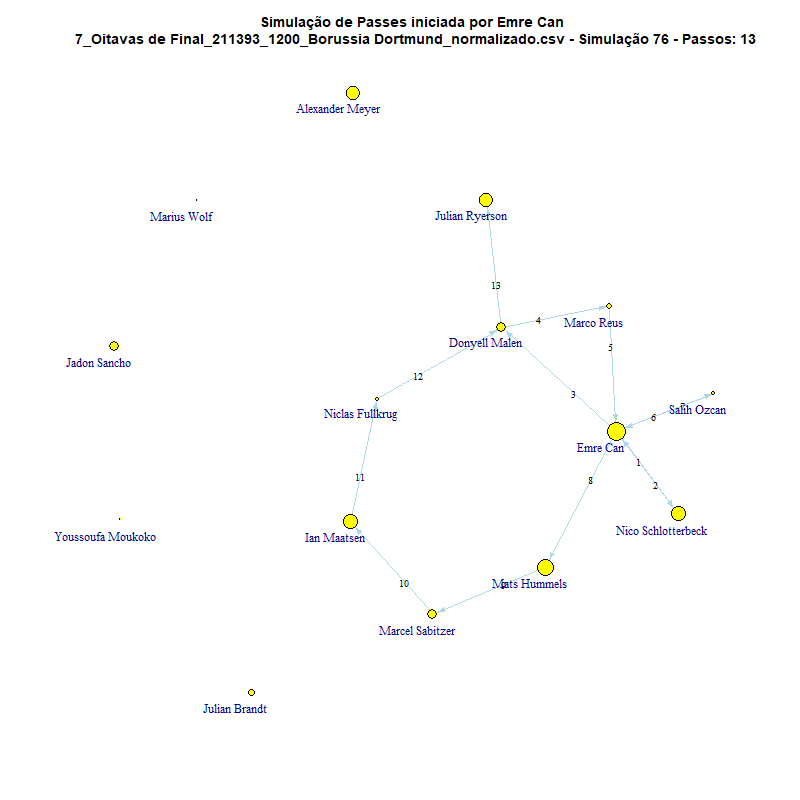 Simulação de Passes iniciada por Emre Can
7_Oitavas de Final_211393_1200_Borussia Dortmund_normalizado.csv - Simulação 76 - Passos: 13
Alexander Meyer
Marius Wolf
Julian Ryerson
13
4
Marco Reus
Donyell Malen
5
Jadon Sancho
12
3
Niclas Fullkrug
7
Salih Ozcan
6
Emre Can
1
11
8
2
Nico Schlotterbeck
Youssoufa Moukoko
Ian Maatsen
10
9
Mats Hummels
Marcel Sabitzer
Julian Brandt